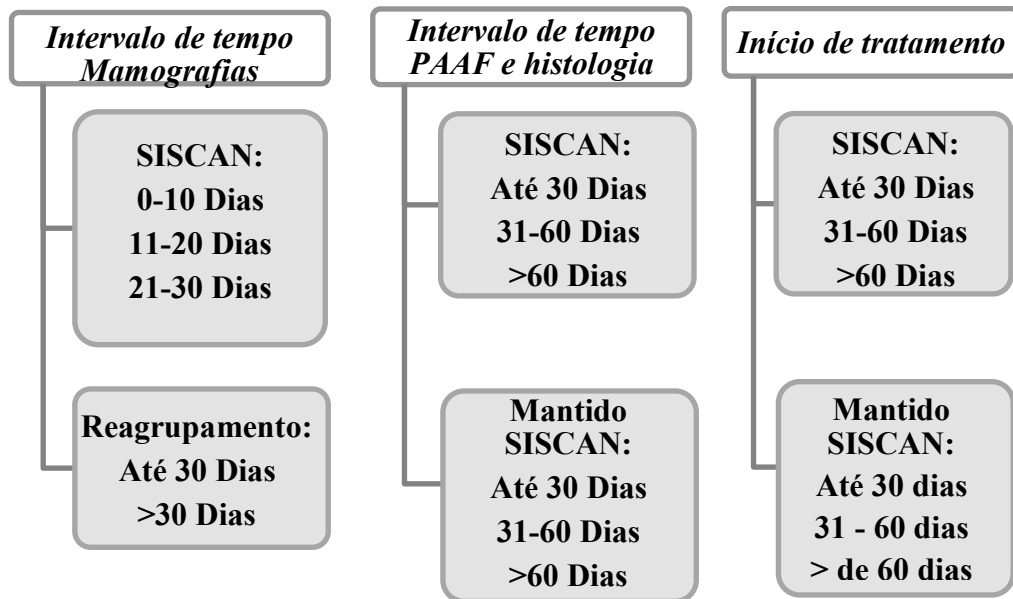 Intervalo de tempo
Mamografias
SISCAN:
0-10 Dias
11-20 Dias
21-30 Dias
Reagrupamento:
Até 30 Dias
>30 Dias
Intervalo de tempo
PAAF e histologia
SISCAN:
Até 30 Dias
31-60 Dias
>60 Dias
Mantido
SISCAN:
Até 30 Dias
31-60 Dias
>60 Dias
Início de tratamento
SISCAN:
Até 30 Dias
31-60 Dias
>60 Dias
Mantido
SISCAN:
Até 30 dias
31 - 60 dias
> de 60 dias